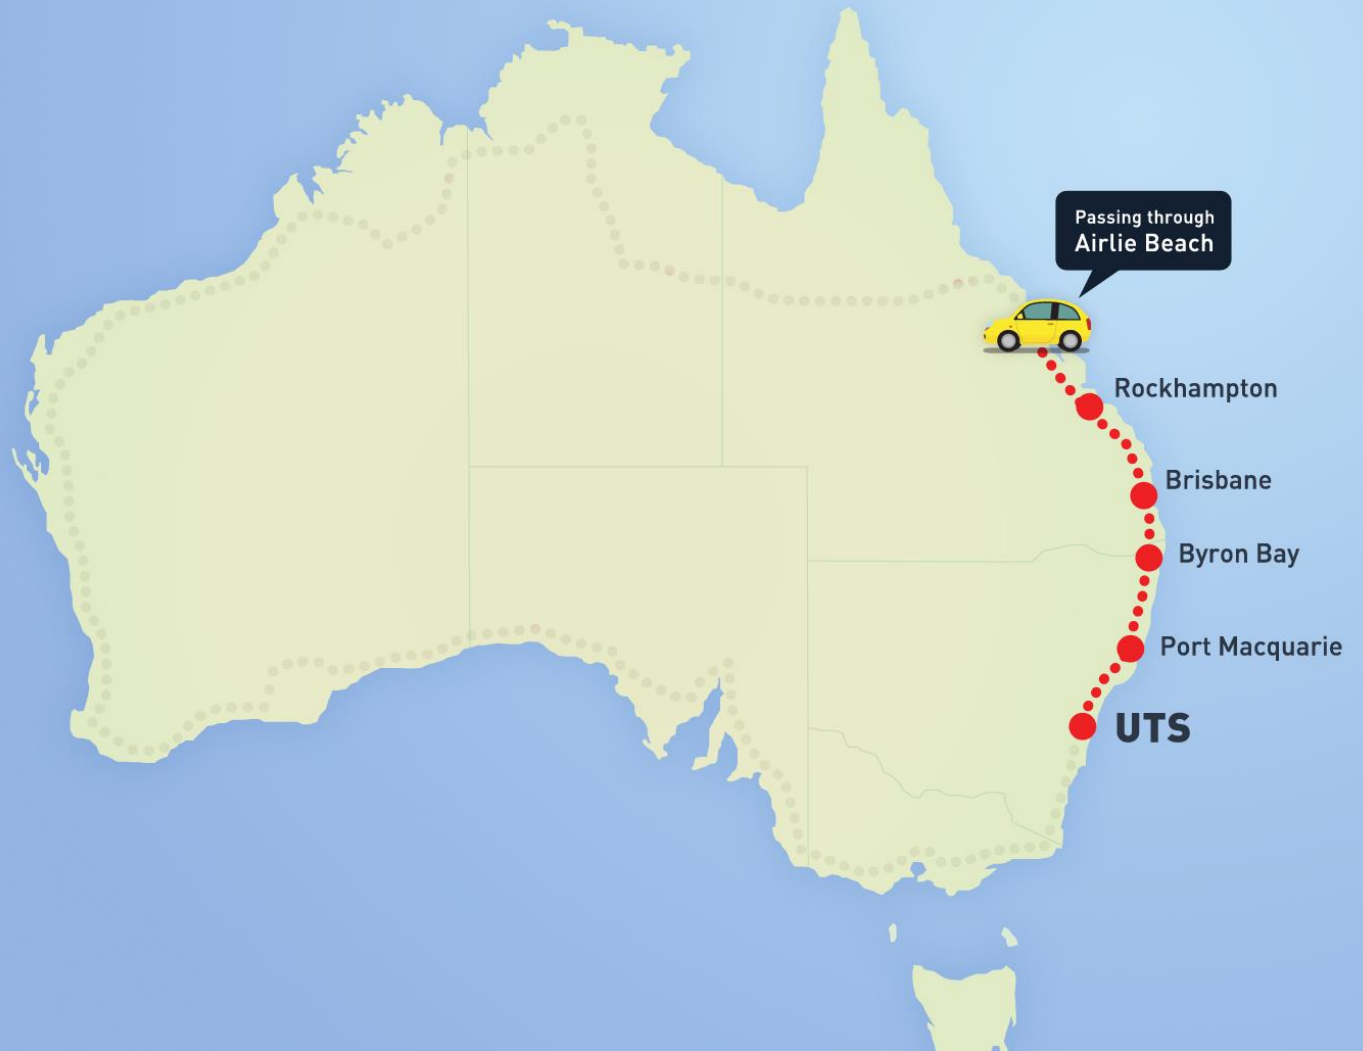 Passing through
Airlie Beach
Rockhampton
Brisbane
Byron Bay
Port Macquarie
UTS